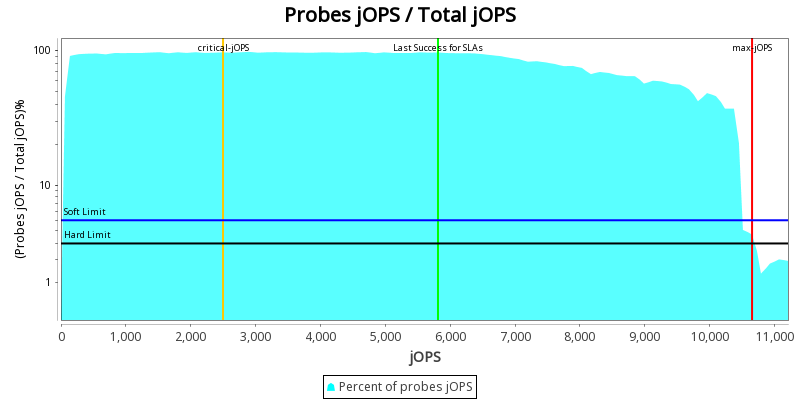 Probes jOPS / Total jOPS
(Probes jOPS / Total jOPS)%
100
10
1
critical-jOPS
Last Success for SLAs
max-jOPS
Soft Limit
Hard Limit
0 1,000 2,000 3,000 4,000 5,000 6,000 7,000 8,000 9,000 10,000 11,000
jOPS
Percent of probes jOPS